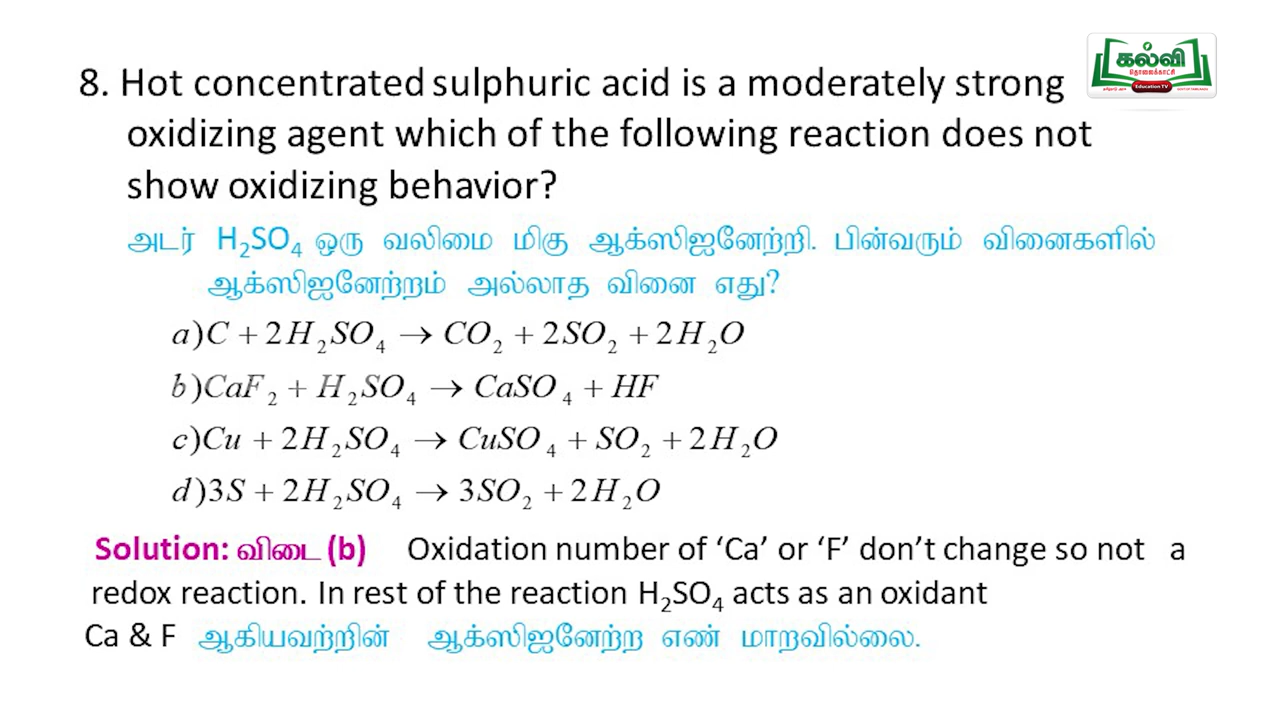 கல்வி
தொலைக்காட்சி
Education TV
8. Hot concentrated sulphuric acid is a moderately strong
oxidizing agent which of the following reaction does not
show oxidizing behavior?
அடர் H₂SO₄ ஒரு வலிமை மிகு ஆக்ஸிஜனேற்றி. பின்வரும் வினைகளில்
ஆக்ஸிஜனேற்றம் அல்லாத வினை எது?
a)C + 2H₂SO₄ → CO₂ + 2SO₂ + 2H₂O
b)CaF₂ + H₂SO₄ → CaSO₄ + HF
c)Cu + 2H₂SO₄ → CuSO₄ + SO₂ + 2H₂O
d)3S + 2H₂SO₄ → 3SO₂ + 2H₂O
Solution: விடை (b) Oxidation number of ‘Ca’ or ‘F’ don’t change so not a
redox reaction. In rest of the reaction H₂SO₄ acts as an oxidant
Ca & F ஆகியவற்றின் ஆக்ஸிஜனேற்ற எண் மாறவில்லை.